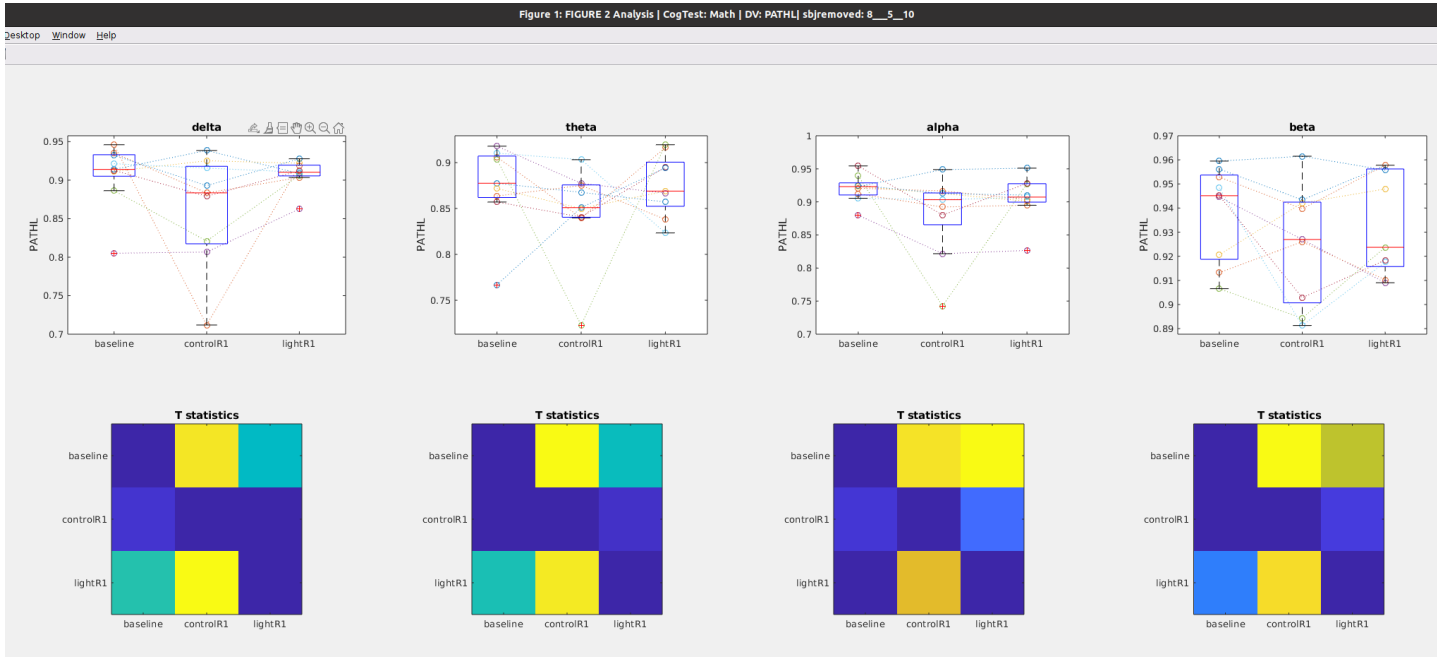 Figure 1: FIGURE 2 Analysis | CogTest: Math | DV: PATHL| sbjremoved: 8___5__10
Desktop Window Help
delta
PATHL
0.95
0.9
0.85
0.8
0.75
0.7
baseline controlR1 lightR1
theta
PATHL
0.9
0.85
0.8
0.75
baseline controlR1 lightR1
alpha
PATHL
1
0.95
0.9
0.85
0.8
0.75
0.7
baseline controlR1 lightR1
beta
PATHL
0.97
0.96
0.95
0.94
0.93
0.92
0.91
0.9
0.89
baseline controlR1 lightR1
T statistics
baseline
controlR1
lightR1
baseline controlR1 lightR1
T statistics
baseline
controlR1
lightR1
baseline controlR1 lightR1
T statistics
baseline
controlR1
lightR1
baseline controlR1 lightR1
T statistics
baseline
controlR1
lightR1
baseline controlR1 lightR1